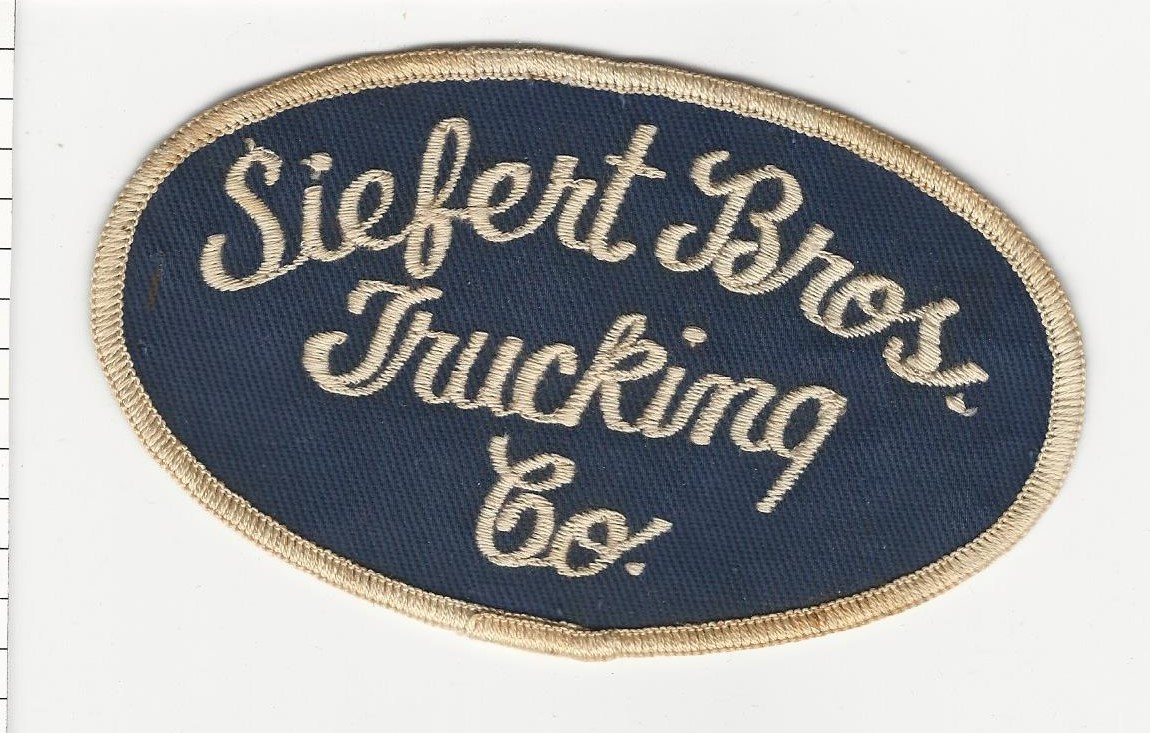 Siefert Bros.
Trucking
Co.